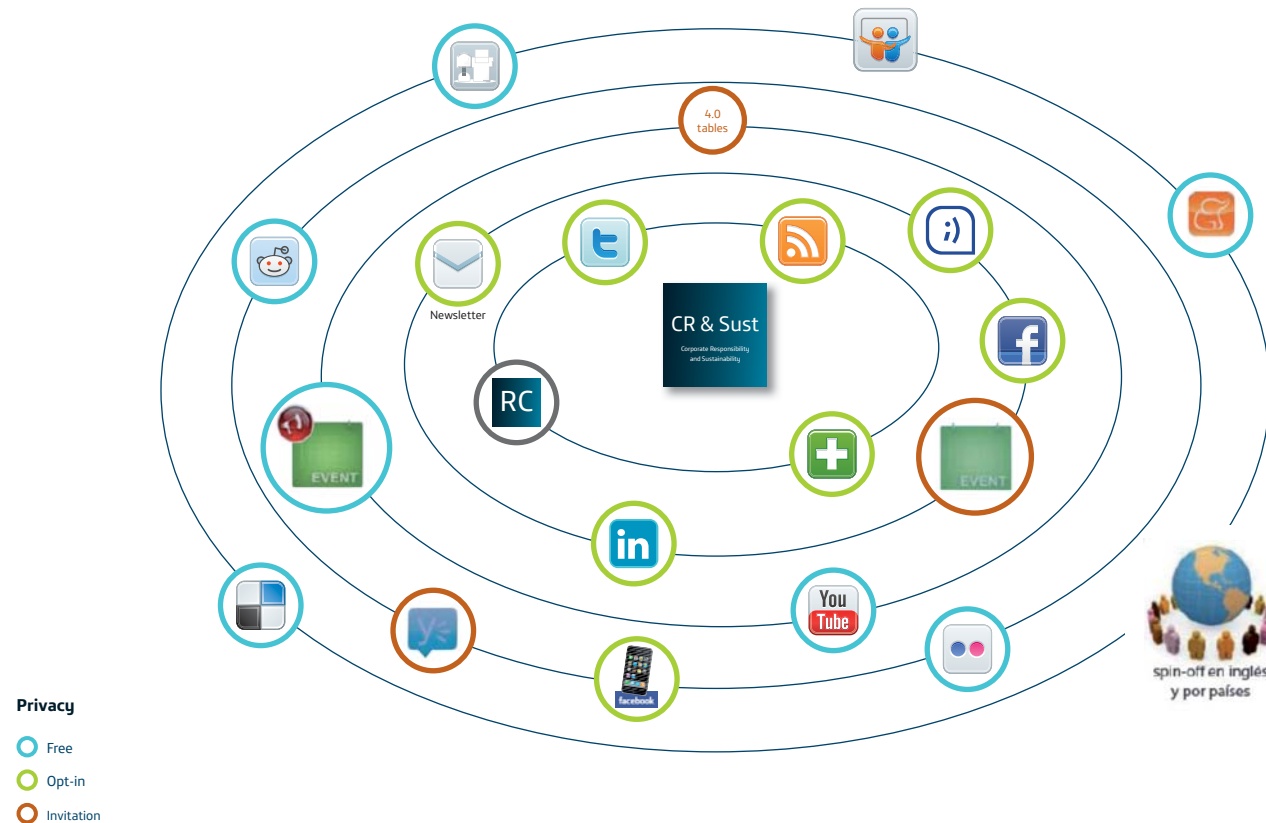 4.0
tables
t
;)
Newsletter
CR & Sust
Corporate Responsibility
and Sustainability
f
RC
EVENT
EVENT
in
You
Tube
y
facebook
spin-off en inglés
y por países
Privacy
Free
Opt-in
Invitation